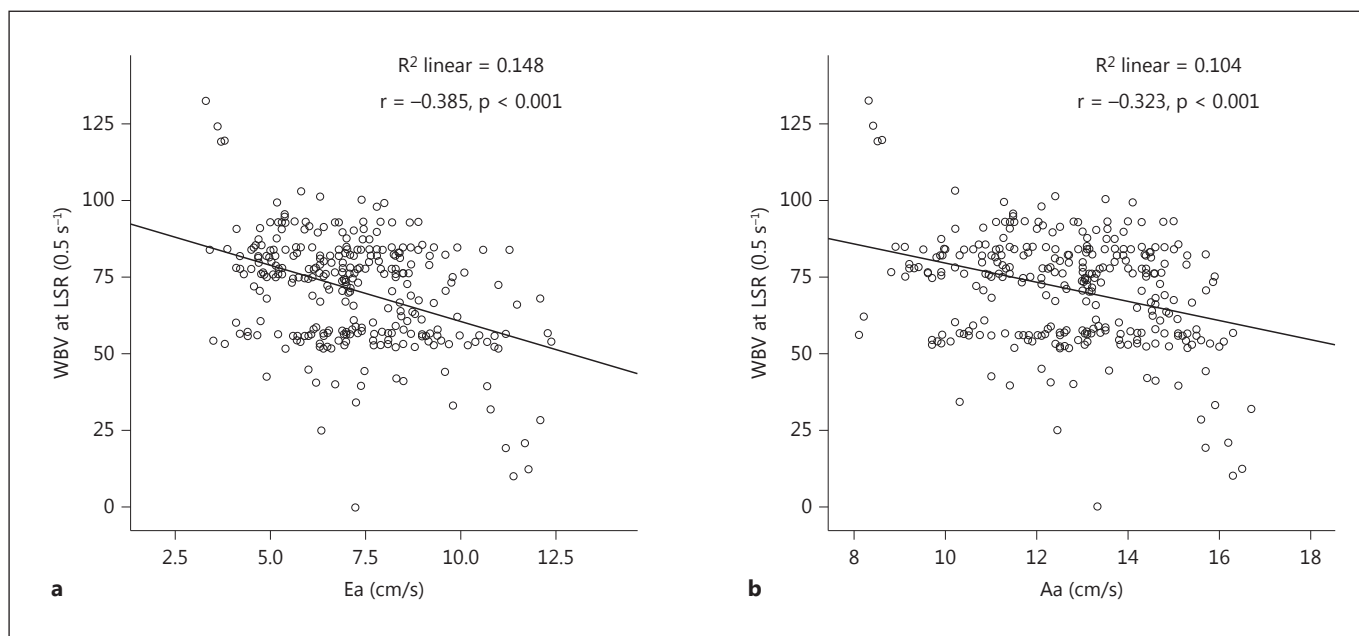 R² linear = 0.148
r = –0.385, p < 0.001
WBV at LSR (0.5 s⁻¹)
125
100
75
50
25
0
2.5 5.0 7.5 10.0 12.5
Ea (cm/s)
a
R² linear = 0.104
r = –0.323, p < 0.001
WBV at LSR (0.5 s⁻¹)
125
100
75
50
25
0
8 10 12 14 16 18
Aa (cm/s)
b